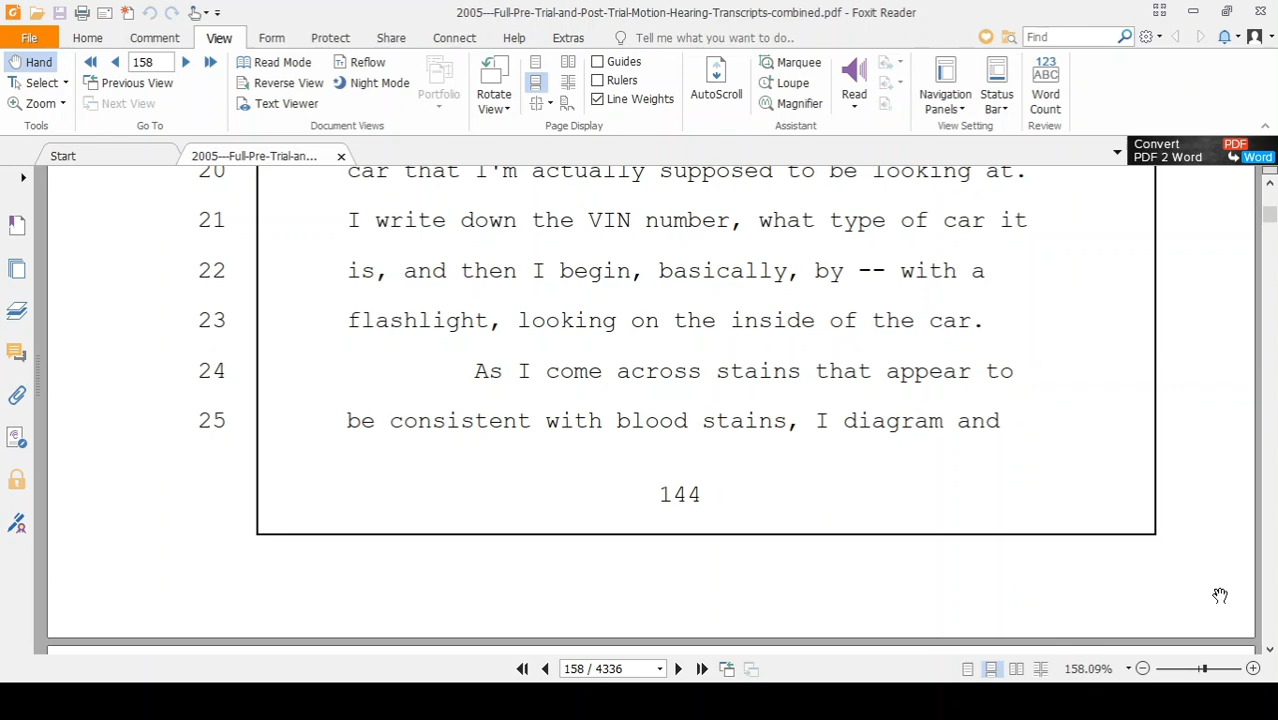 2005---Full-Pre-Trial-and-Post-Trial-Motion-Hearing-Transcripts-combined.pdf - Foxit Reader
File Home Comment View Form Protect Share Connect Help Extras Tell me what you want to do.. Find
Hand 158 Read Mode Reflow Guides Marquee
Select Previous View Reverse View Night Mode Rulers Loupe
Zoom Next View Text Viewer Portfolio Rotate View Line Weights AutoScroll Magnifier Read Navigation Panels Status Bar 123 ABC Word Count
Tools Go To Document Views Page Display Assistant View Setting Review
Start 2005---Full-Pre-Trial-an... Convert PDF 2 Word PDF Word
20 car that I'm actually supposed to be looking at.
21 I write down the VIN number, what type of car it
22 is, and then I begin, basically, by -- with a
23 flashlight, looking on the inside of the car.
24 As I come across stains that appear to
25 be consistent with blood stains, I diagram and
144
158 / 4336 158.09%